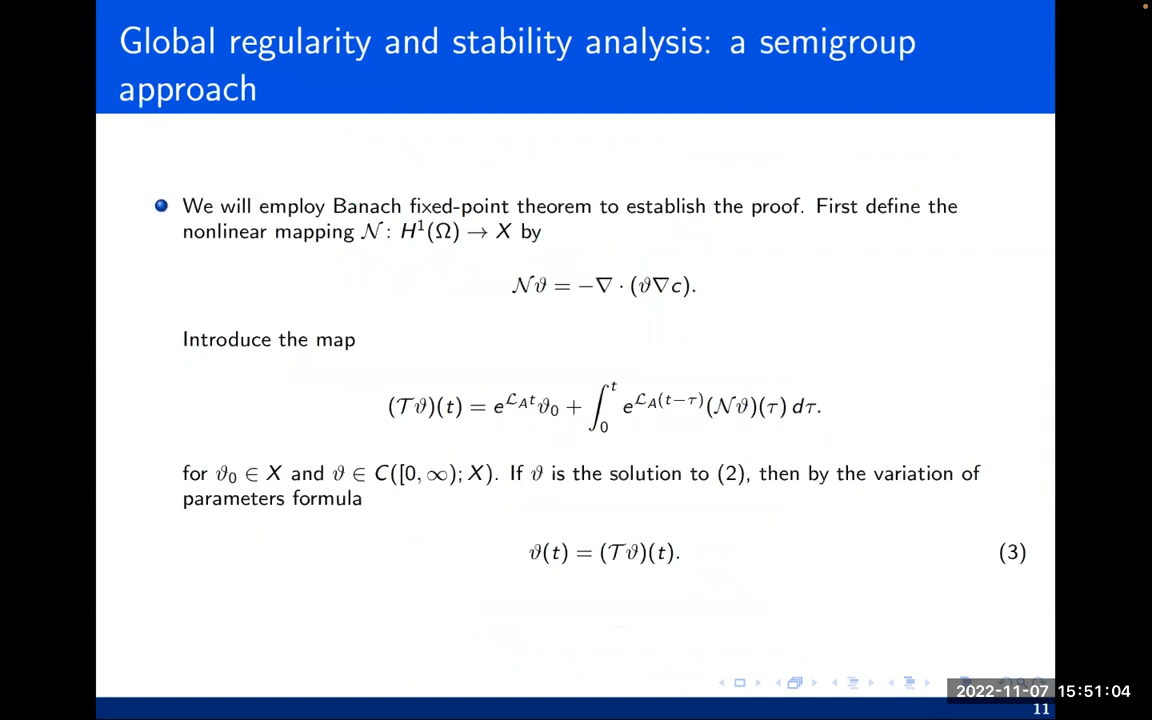 Global regularity and stability analysis: a semigroup
approach
We will employ Banach fixed-point theorem to establish the proof. First define the
nonlinear mapping 𝒩 : H¹(Ω) → X by
𝒩ϑ = −∇ · (ϑ∇c).
Introduce the map
(𝒯ϑ)(t) = e^{ℒ_A t}ϑ₀ + ∫₀ᵗ e^{ℒ_A(t−τ)}(𝒩ϑ)(τ) dτ.
for ϑ₀ ∈ X and ϑ ∈ C([0, ∞); X). If ϑ is the solution to (2), then by the variation of
parameters formula
ϑ(t) = (𝒯ϑ)(t). (3)
2022-11-07 15:51:04
11